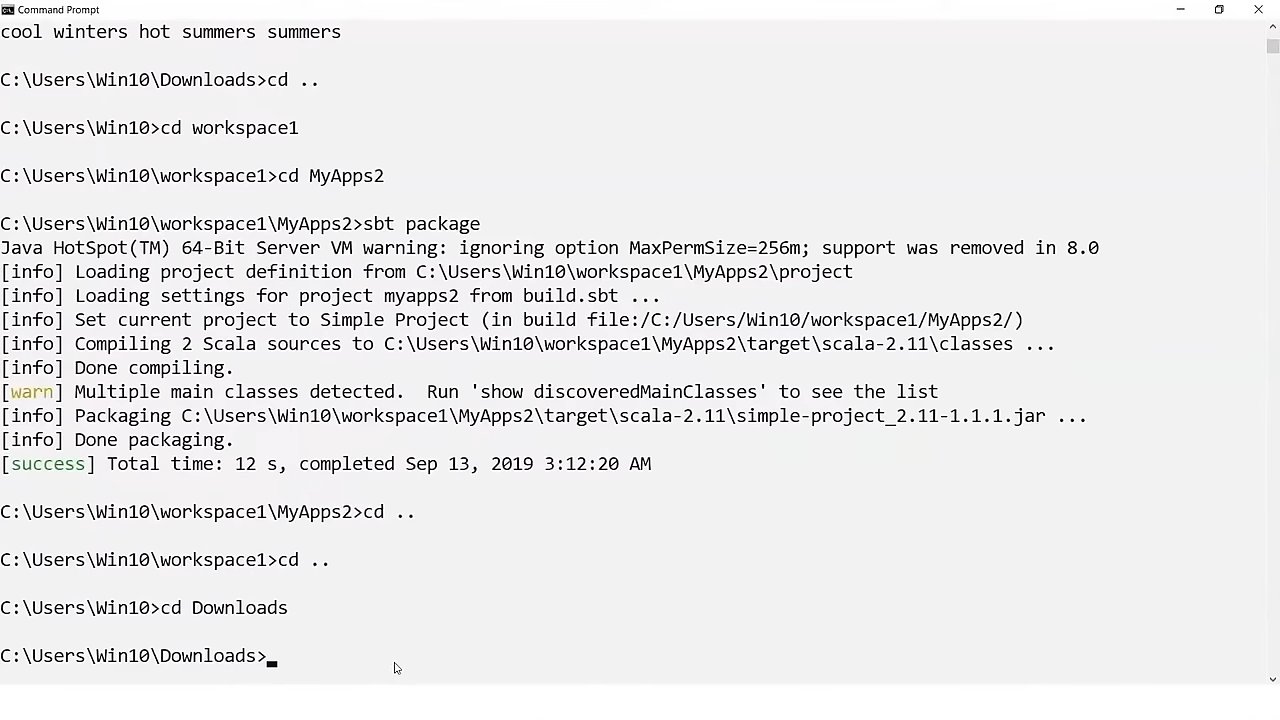 Command Prompt
cool winters hot summers summers
C:\Users\Win10\Downloads>cd ..
C:\Users\Win10>cd workspace1
C:\Users\Win10\workspace1>cd MyApps2
C:\Users\Win10\workspace1\MyApps2>sbt package
Java HotSpot(TM) 64-Bit Server VM warning: ignoring option MaxPermSize=256m; support was removed in 8.0
[info] Loading project definition from C:\Users\Win10\workspace1\MyApps2\project
[info] Loading settings for project myapps2 from build.sbt ...
[info] Set current project to Simple Project (in build file:/C:/Users/Win10/workspace1/MyApps2/)
[info] Compiling 2 Scala sources to C:\Users\Win10\workspace1\MyApps2\target\scala-2.11\classes ...
[info] Done compiling.
[warn] Multiple main classes detected.  Run 'show discoveredMainClasses' to see the list
[info] Packaging C:\Users\Win10\workspace1\MyApps2\target\scala-2.11\simple-project_2.11-1.1.1.jar ...
[info] Done packaging.
[success] Total time: 12 s, completed Sep 13, 2019 3:12:20 AM
C:\Users\Win10\workspace1\MyApps2>cd ..
C:\Users\Win10\workspace1>cd ..
C:\Users\Win10>cd Downloads
C:\Users\Win10\Downloads>